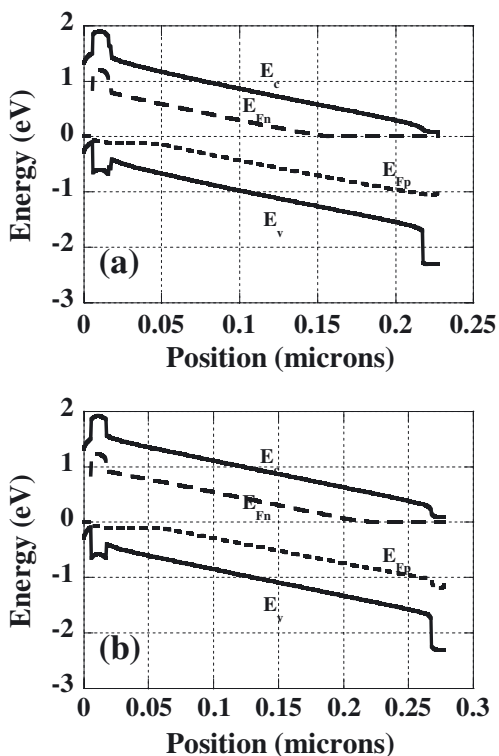 2
1
0
-1
-2
-3
Energy (eV)
E_c
E_Fn
E_Fp
E_v
(a)
0 0.05 0.1 0.15 0.2 0.25
Position (microns)
2
1
0
-1
-2
-3
Energy (eV)
E
E_Fn
E_Fp
E_v
(b)
0 0.05 0.1 0.15 0.2 0.25 0.3
Position (microns)